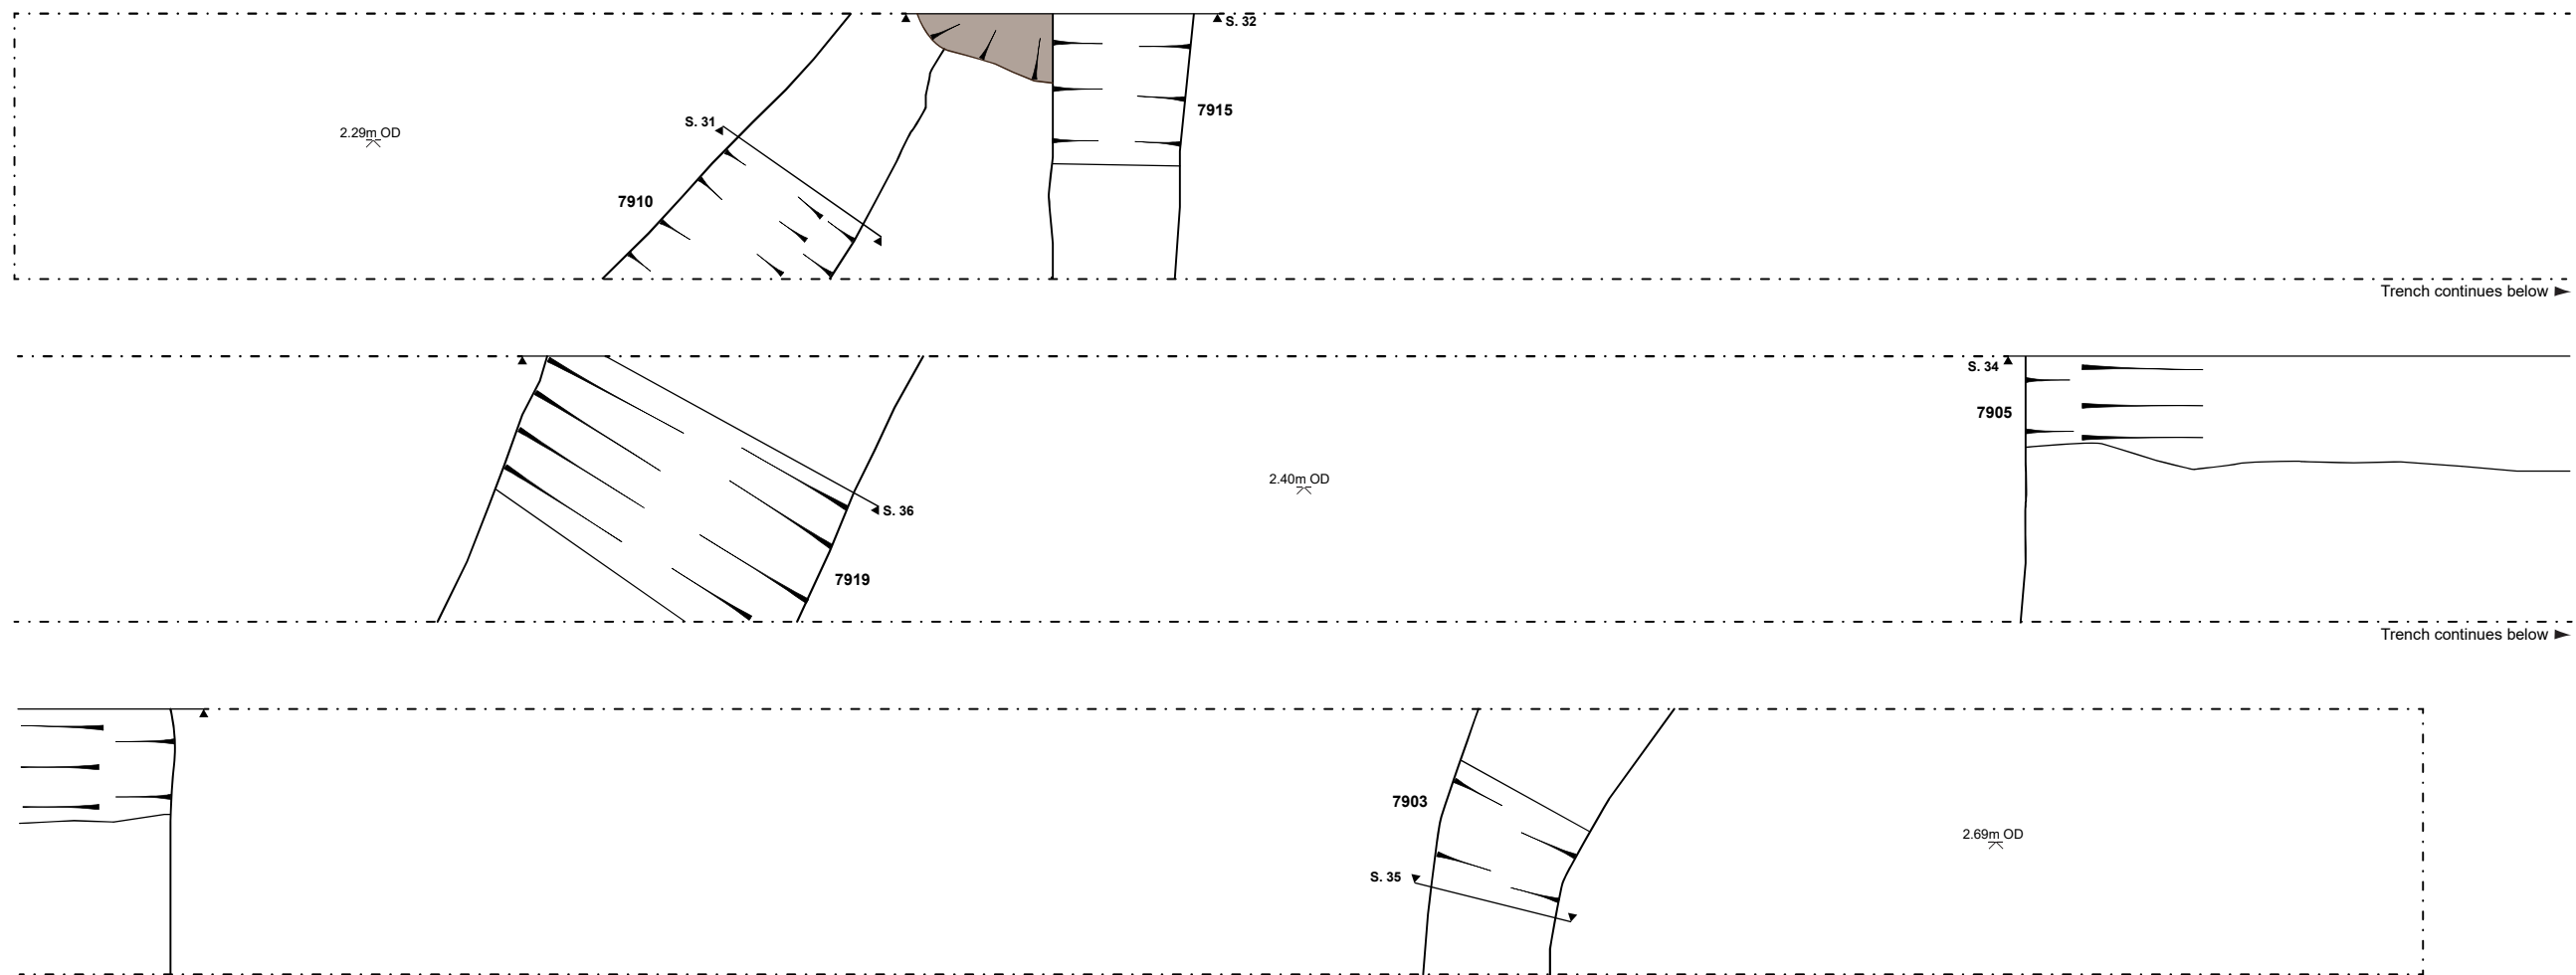 S. 32
7915
S. 31
2.29m OD
7910
Trench continues below ►
S. 34
7905
2.40m OD
S. 36
7919
Trench continues below ►
7903
2.69m OD
S. 35